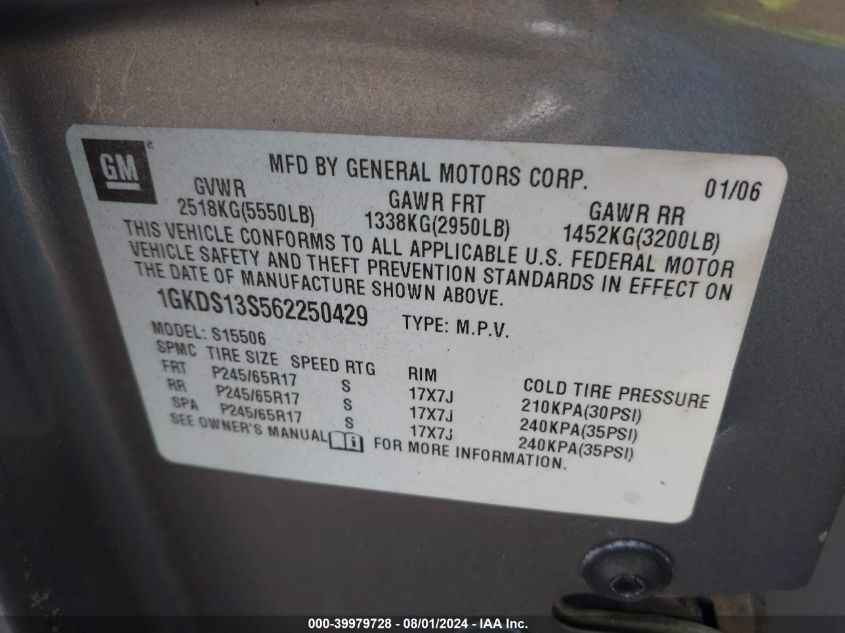 GM
MFD BY GENERAL MOTORS CORP. 01/06
GVWR GAWR FRT GAWR RR
2518KG(5550LB) 1338KG(2950LB) 1452KG(3200LB)
THIS VEHICLE CONFORMS TO ALL APPLICABLE U.S. FEDERAL MOTOR
VEHICLE SAFETY AND THEFT PREVENTION STANDARDS IN EFFECT ON
THE DATE OF MANUFACTURE SHOWN ABOVE.
1GKDS13S562250429 TYPE: M.P.V.
MODEL: S15506
SPMC TIRE SIZE SPEED RTG RIM COLD TIRE PRESSURE
FRT P245/65R17 S 17X7J 210KPA(30PSI)
RR P245/65R17 S 17X7J 240KPA(35PSI)
SPA P245/65R17 S 17X7J 240KPA(35PSI)
SEE OWNER'S MANUAL FOR MORE INFORMATION.
000-39979728 - 08/01/2024 - IAA Inc.